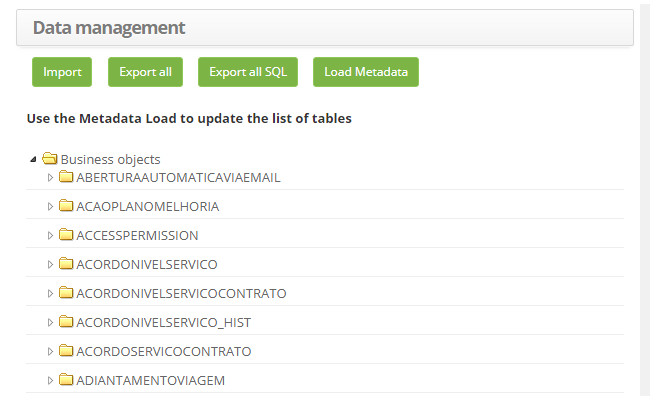 Data management
Import Export all Export all SQL Load Metadata
Use the Metadata Load to update the list of tables
Business objects
ABERTURAAUTOMATICAVIAEMAIL
ACAOPLANOMELHORIA
ACCESSPERMISSION
ACORDONIVELSERVICO
ACORDONIVELSERVICOCONTRATO
ACORDONIVELSERVICO_HIST
ACORDOSERVICOCONTRATO
ADIANTAMENTOVIAGEM